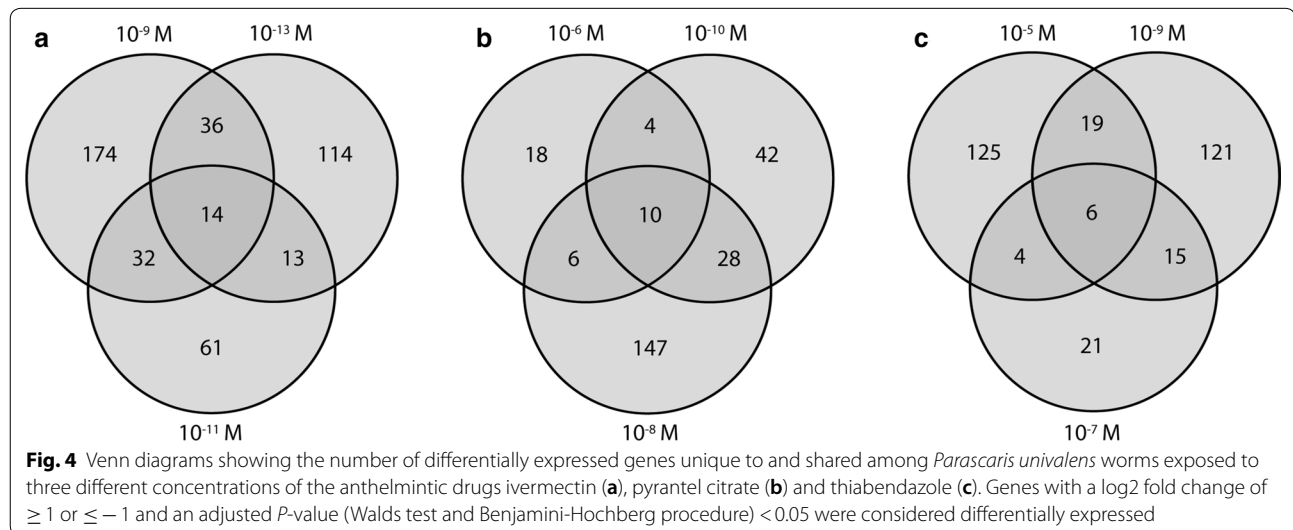 a
10⁻⁹ M
10⁻¹³ M
36
174
114
14
32
13
61
10⁻¹¹ M
b
10⁻⁶ M
10⁻¹⁰ M
4
18
42
10
6
28
147
10⁻⁸ M
c
10⁻⁵ M
10⁻⁹ M
19
125
121
6
4
15
21
10⁻⁷ M
Fig. 4 Venn diagrams showing the number of differentially expressed genes unique to and shared among Parascaris univalens worms exposed to
three different concentrations of the anthelmintic drugs ivermectin (a), pyrantel citrate (b) and thiabendazole (c). Genes with a log2 fold change of
≥ 1 or ≤ − 1 and an adjusted P-value (Walds test and Benjamini-Hochberg procedure) < 0.05 were considered differentially expressed